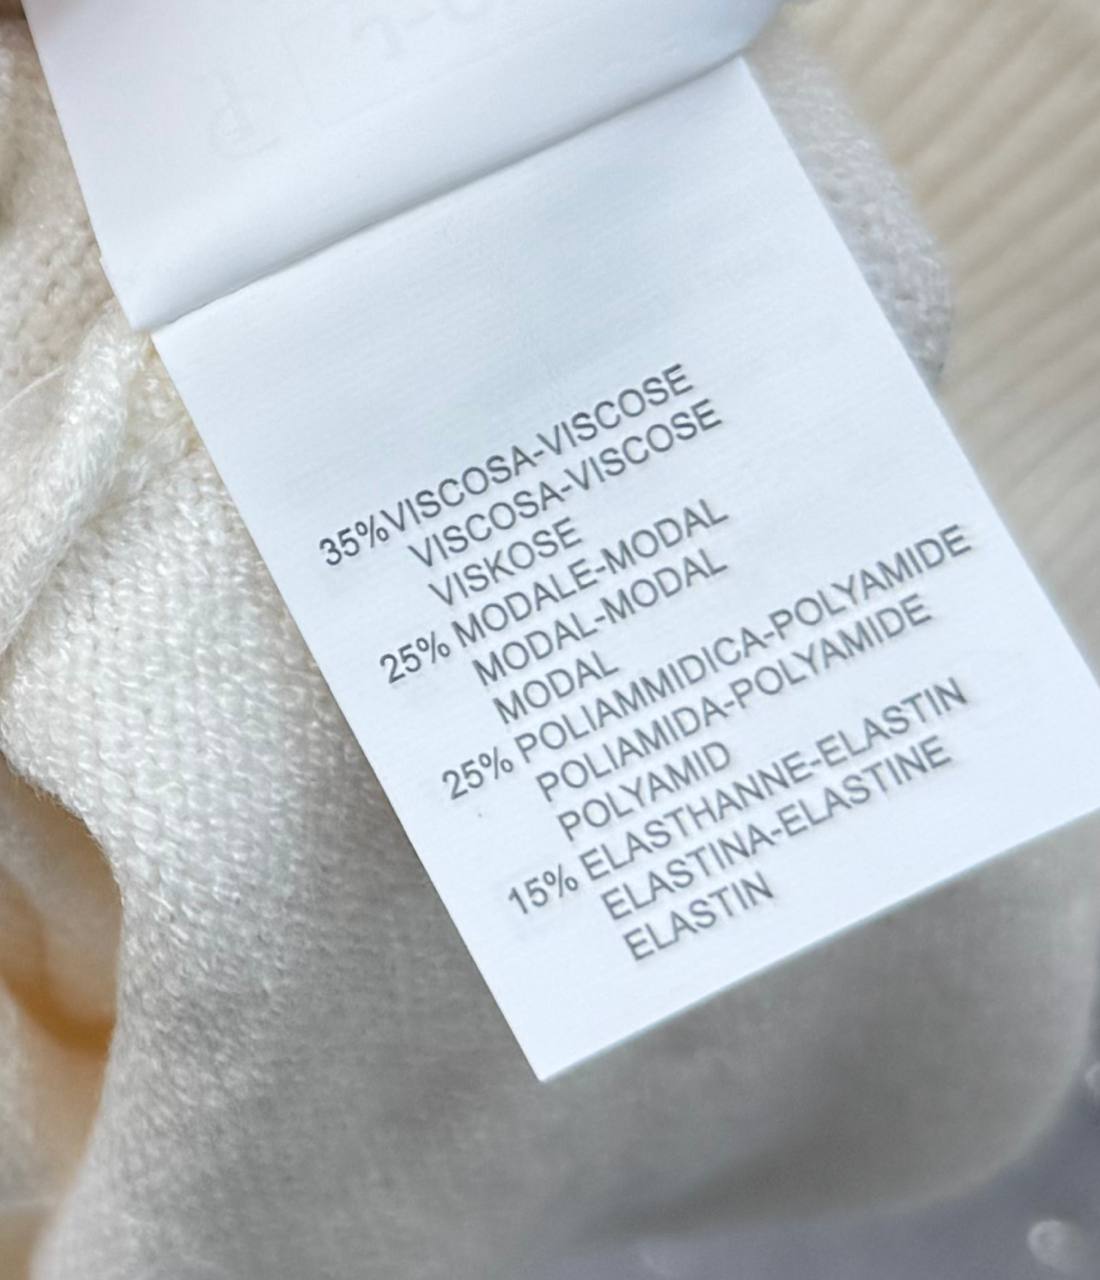 35%VISCOSA-VISCOSE
VISCOSA-VISCOSE
VISKOSE
25% MODALE-MODAL
MODAL-MODAL
MODAL
25% POLIAMMIDICA-POLYAMIDE
POLIAMIDA-POLYAMIDE
POLYAMID
15% ELASTHANNE-ELASTIN
ELASTINA-ELASTINE
ELASTIN